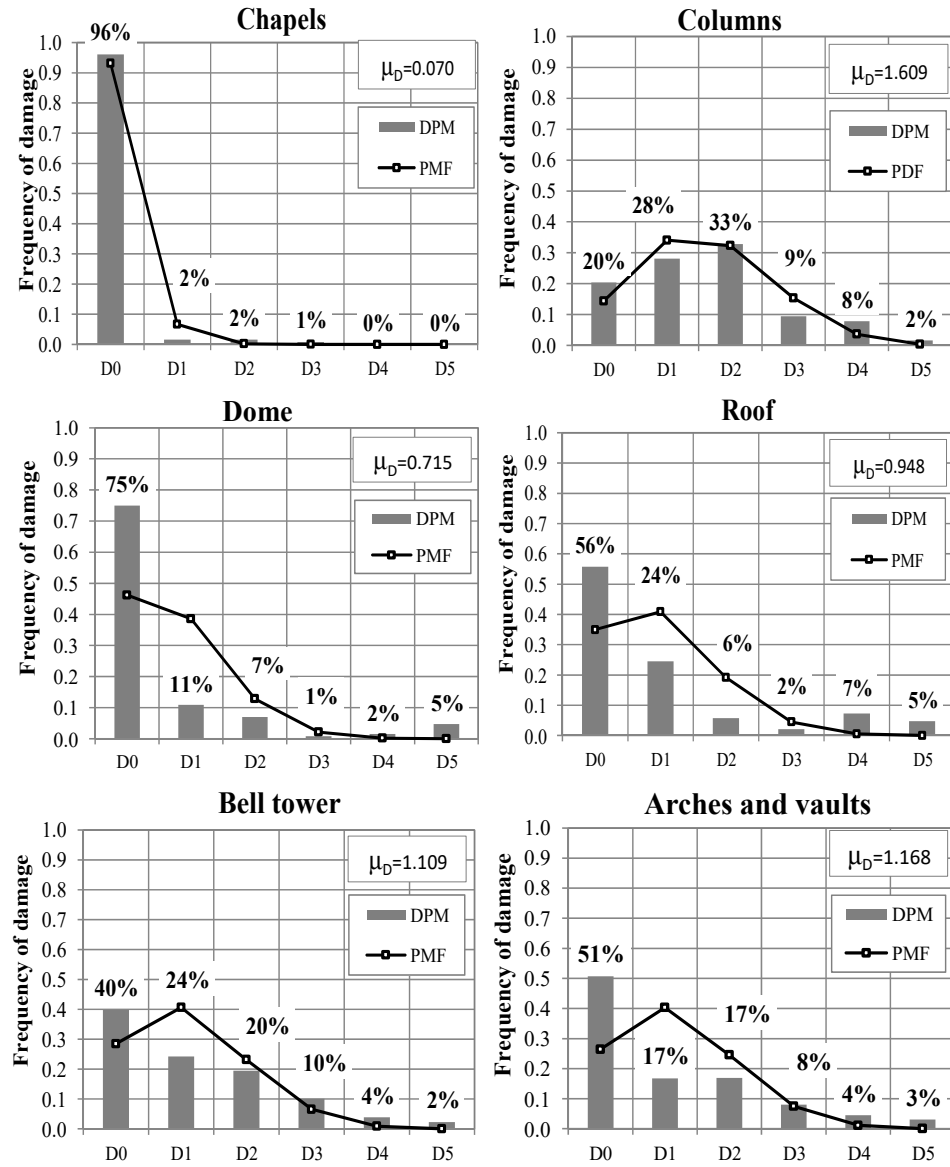 Chapels
Frequency of damage
1.0
0.9
0.8
0.7
0.6
0.5
0.4
0.3
0.2
0.1
0.0
96%
2%
2%
1%
0%
0%
μD=0.070
DPM
PMF
D0 D1 D2 D3 D4 D5
Columns
Frequency of damage
1.0
0.9
0.8
0.7
0.6
0.5
0.4
0.3
0.2
0.1
0.0
20%
28%
33%
9%
8%
2%
μD=1.609
DPM
PDF
D0 D1 D2 D3 D4 D5
Dome
Frequency of damage
1.0
0.9
0.8
0.7
0.6
0.5
0.4
0.3
0.2
0.1
0.0
75%
11%
7%
1%
2%
5%
μD=0.715
DPM
PMF
D0 D1 D2 D3 D4 D5
Roof
Frequency of damage
1.0
0.9
0.8
0.7
0.6
0.5
0.4
0.3
0.2
0.1
0.0
56%
24%
6%
2%
7%
5%
μD=0.948
DPM
PMF
D0 D1 D2 D3 D4 D5
Bell tower
Frequency of damage
1.0
0.9
0.8
0.7
0.6
0.5
0.4
0.3
0.2
0.1
0.0
40%
24%
20%
10%
4%
2%
μD=1.109
DPM
PMF
D0 D1 D2 D3 D4 D5
Arches and vaults
Frequency of damage
1.0
0.9
0.8
0.7
0.6
0.5
0.4
0.3
0.2
0.1
0.0
51%
17%
17%
8%
4%
3%
μD=1.168
DPM
PMF
D0 D1 D2 D3 D4 D5